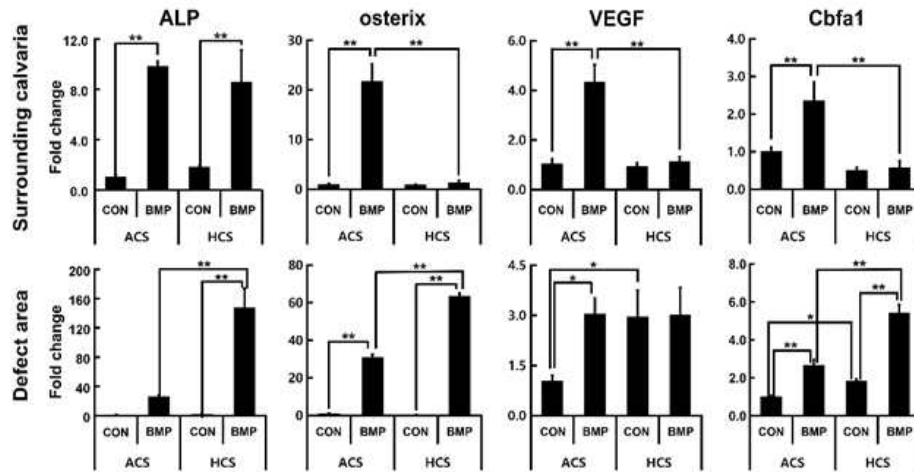 ALP osterix VEGF Cbfa1
Surrounding calvaria
Fold change
12.0
8.0
4.0
0.0
** **
CON BMP CON BMP
ACS HCS
30
20
10
0
** **
CON BMP CON BMP
ACS HCS
6.0
4.0
2.0
0.0
** **
CON BMP CON BMP
ACS HCS
4.0
3.0
2.0
1.0
0.0
** **
CON BMP CON BMP
ACS HCS
Defect area
Fold change
200
160
120
80
40
0
**
**
CON BMP CON BMP
ACS HCS
60
40
20
0
**
**
**
CON BMP CON BMP
ACS HCS
4.5
3.0
1.5
0.0
*
*
CON BMP CON BMP
ACS HCS
8.0
6.0
4.0
2.0
0.0
**
**
*
**
CON BMP CON BMP
ACS HCS